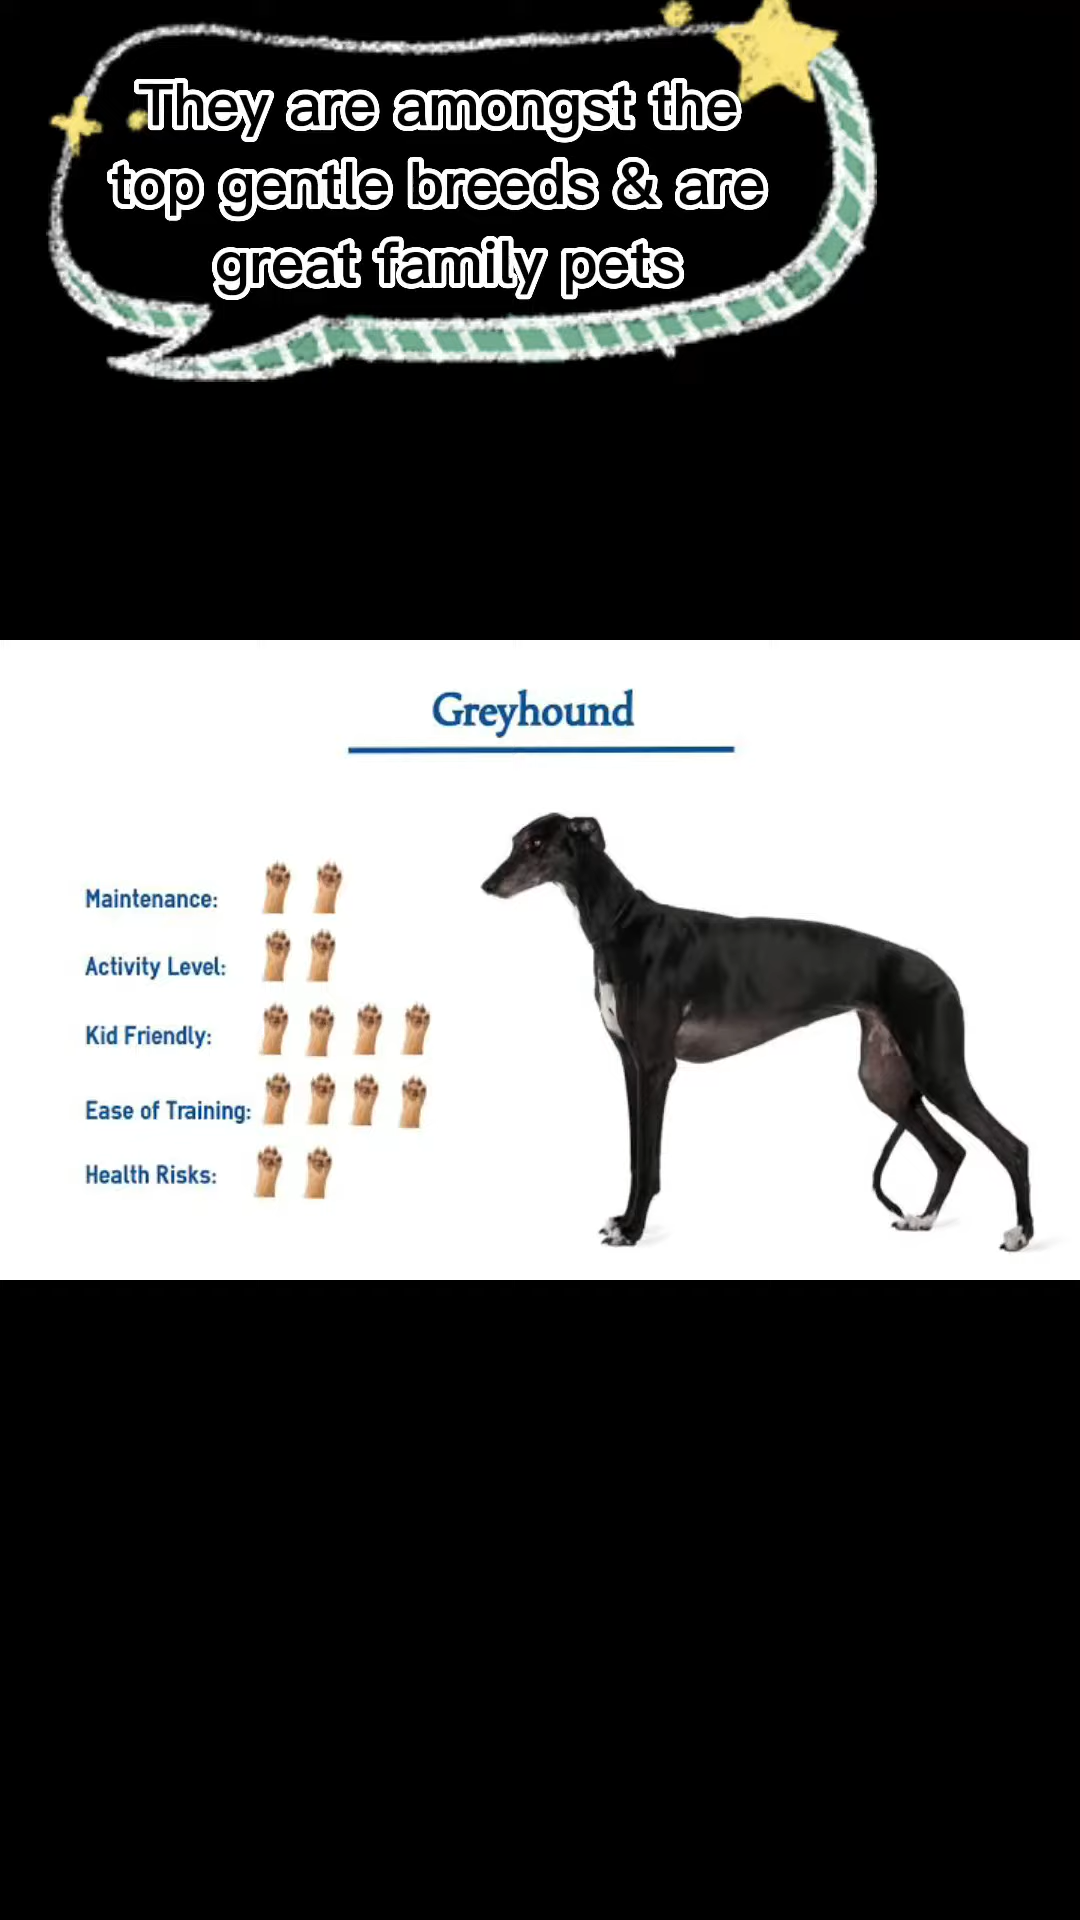 They are amongst the
top gentle breeds & are
great family pets
Greyhound
Maintenance:
Activity Level:
Kid Friendly:
Ease of Training:
Health Risks: